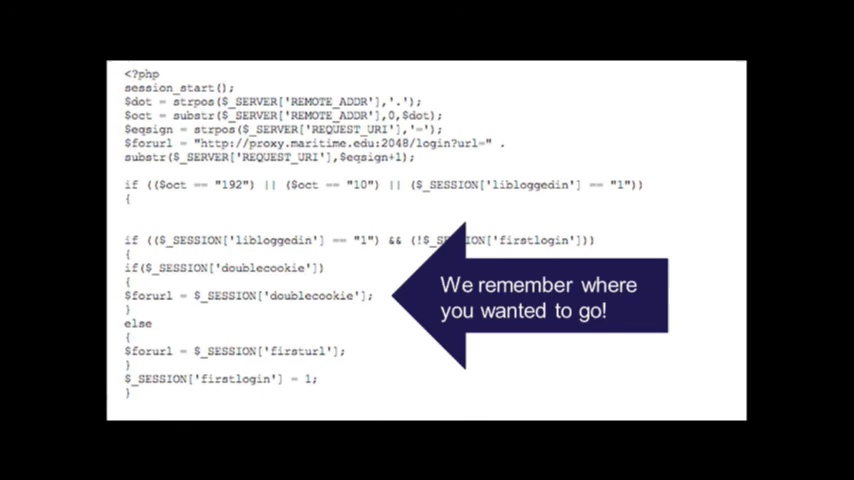 <?php
session_start();
$dot = strpos($_SERVER['REMOTE_ADDR'],'.');
$oct = substr($_SERVER['REMOTE_ADDR'],0,$dot);
$eqsign = strpos($_SERVER['REQUEST_URI'],'=');
$forurl = "http://proxy.maritime.edu:2048/login?url=" .
substr($_SERVER['REQUEST_URI'],$eqsign+1);
if (($oct == "192") || ($oct == "10") || ($_SESSION['libloggedin'] == "1"))
{
if (($_SESSION['libloggedin'] == "1") && (!$_SESSION['firstlogin']))
{
if($_SESSION['doublecookie'])
{
$forurl = $_SESSION['doublecookie'];
}
else
{
$forurl = $_SESSION['firsturl'];
}
$_SESSION['firstlogin'] = 1;
}
We remember where
you wanted to go!